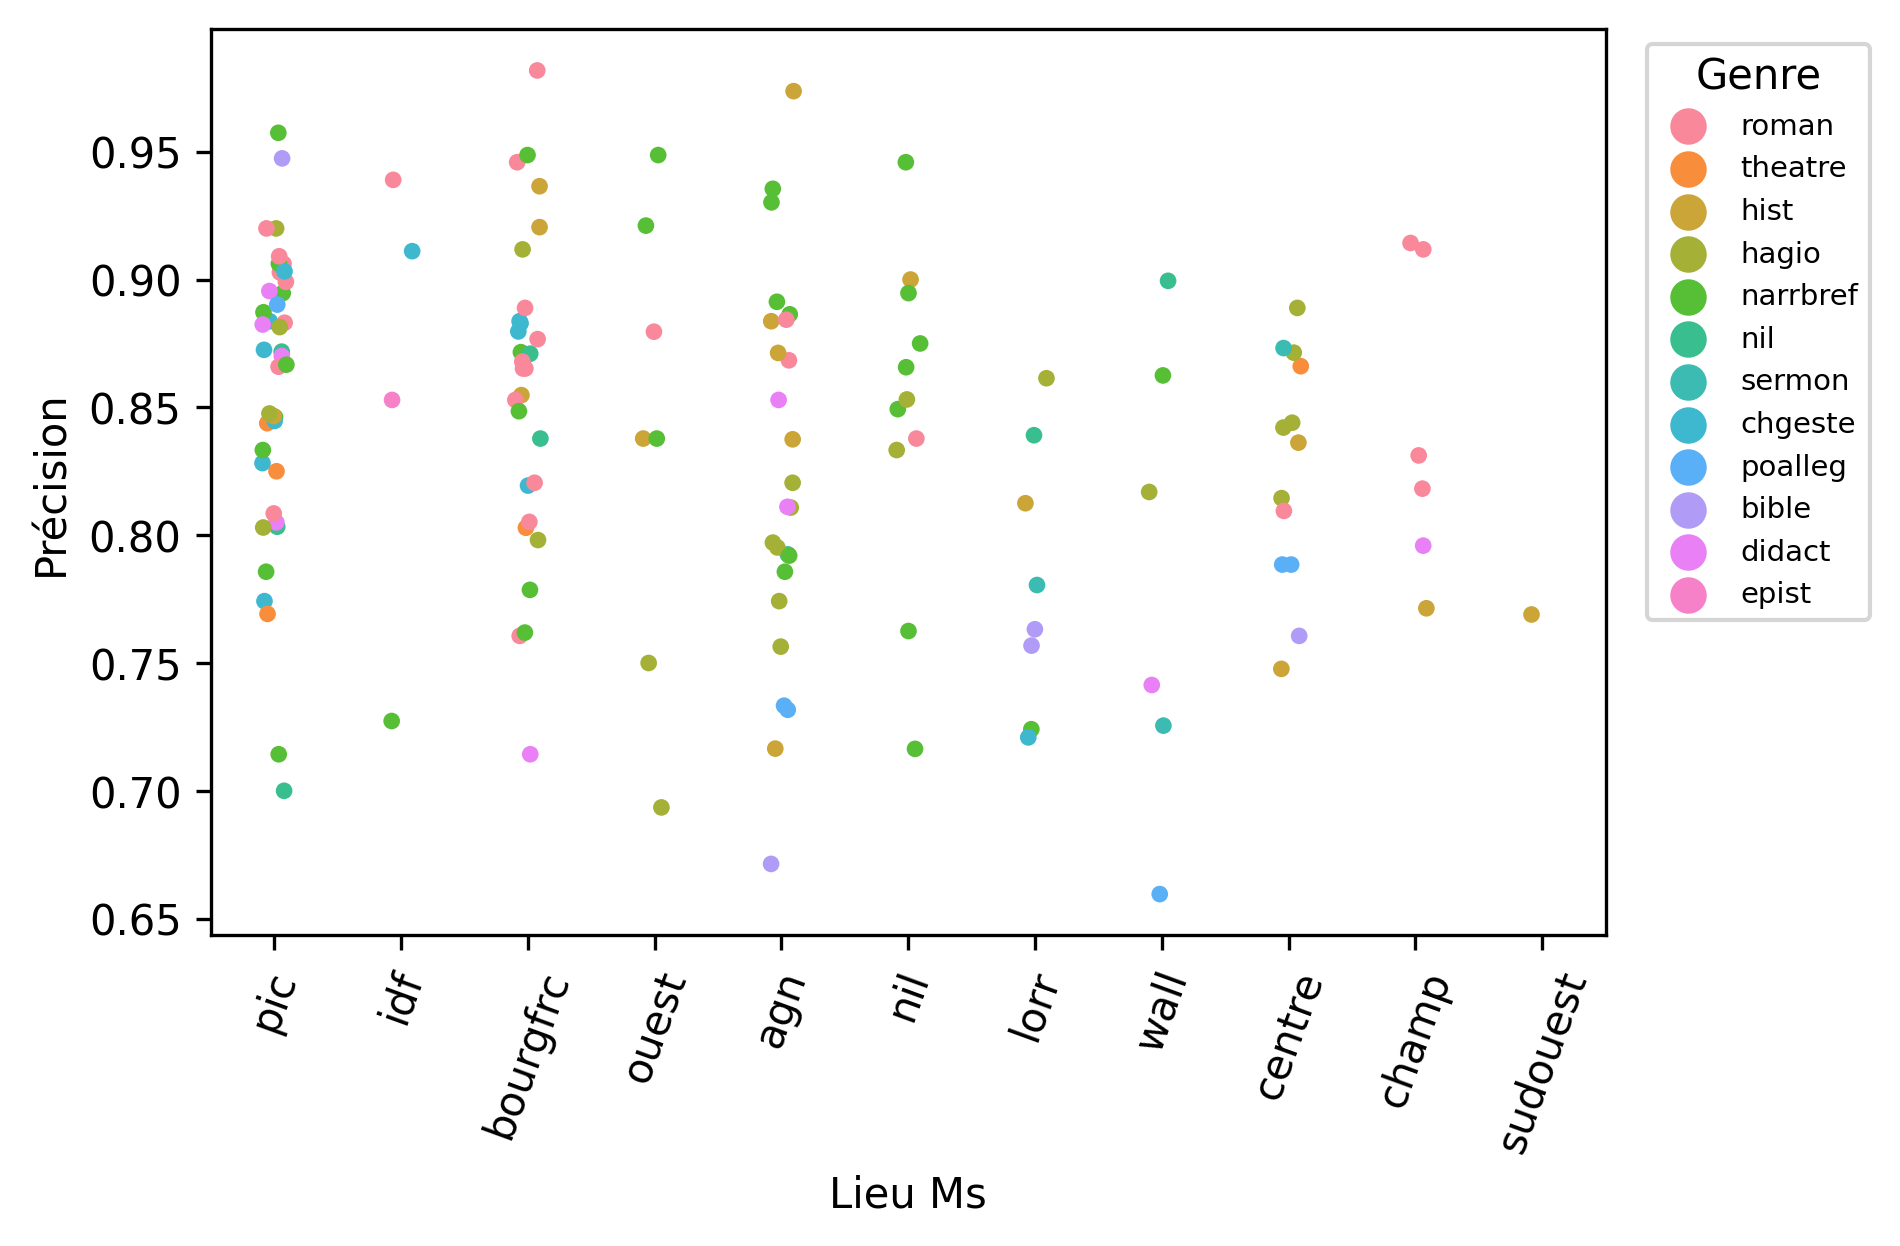 Précision
0.95
0.90
0.85
0.80
0.75
0.70
0.65
pic
idf
bourgfrc
ouest
agn
nil
lorr
wall
centre
champ
sudouest
Lieu Ms
Genre
roman
theatre
hist
hagio
narrbref
nil
sermon
chgeste
poalleg
bible
didact
epist